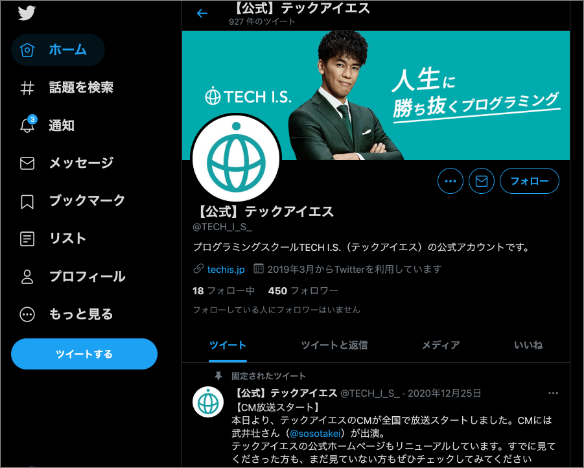 【公式】テックアイエス
927 件のツイート
ホーム
話題を検索
3
通知
メッセージ
ブックマーク
リスト
プロフィール
もっと見る
ツイートする
TECH I.S.
人生に
勝ち抜くプログラミング
フォロー
【公式】テックアイエス
@TECH_I_S_
プログラミングスクールTECH I.S.（テックアイエス）の公式アカウントです。
techis.jp 2019年3月からTwitterを利用しています
18 フォロー中 450 フォロワー
フォローしている人にフォロワーはいません
ツイート ツイートと返信 メディア いいね
固定されたツイート
【公式】テックアイエス @TECH_I_S_ · 2020年12月25日
【CM放送スタート】
本日より、テックアイエスのCMが全国で放送スタートしました。CMには
武井壮さん（@sosotakei）が出演。
テックアイエスの公式ホームページもリニューアルしています。すでに見て
くださった方も、まだ見ていない方もぜひチェックしてみてください